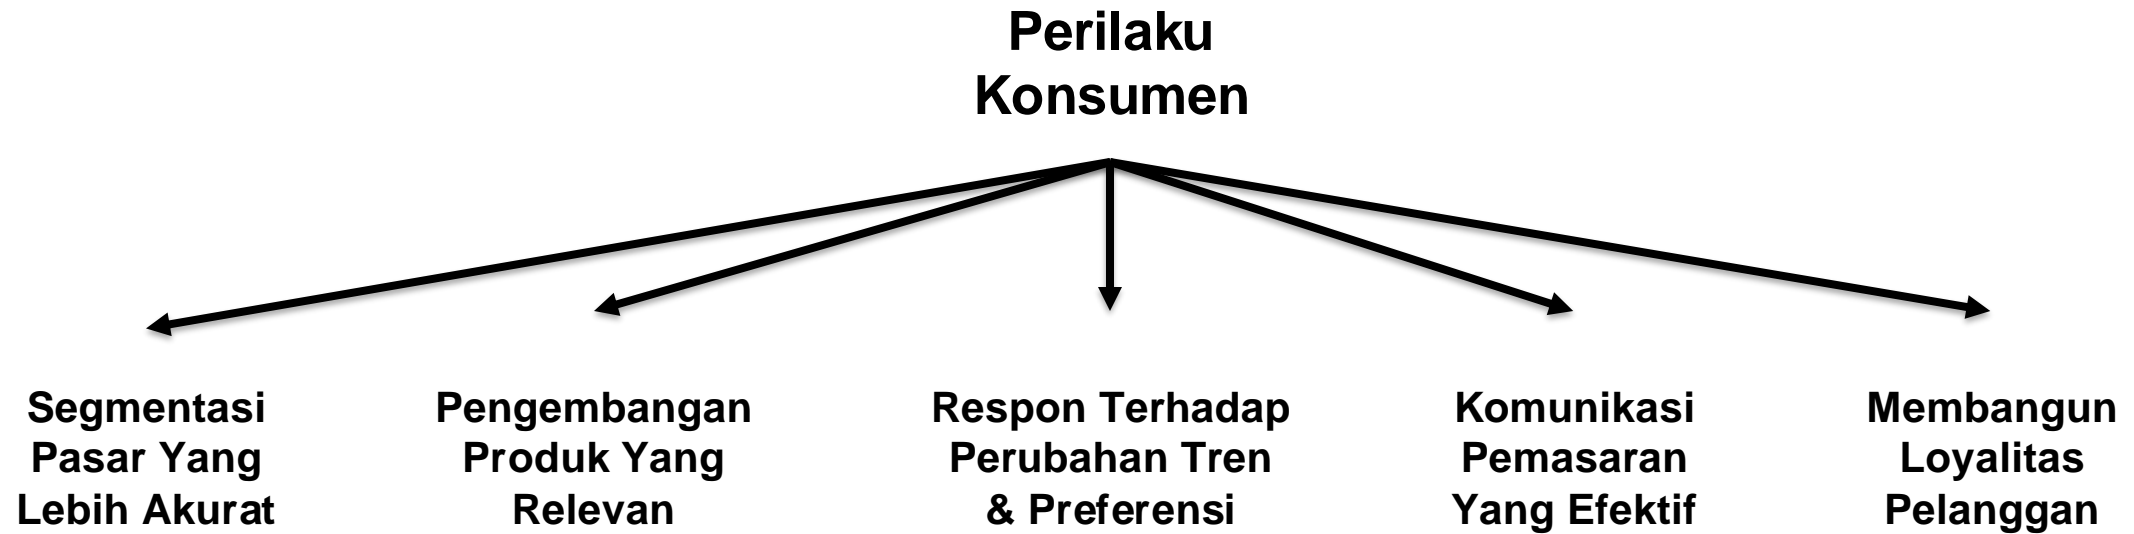 Perilaku
Konsumen
Segmentasi
Pasar Yang
Lebih Akurat
Pengembangan
Produk Yang
Relevan
Respon Terhadap
Perubahan Tren
& Preferensi
Komunikasi
Pemasaran
Yang Efektif
Membangun
Loyalitas
Pelanggan